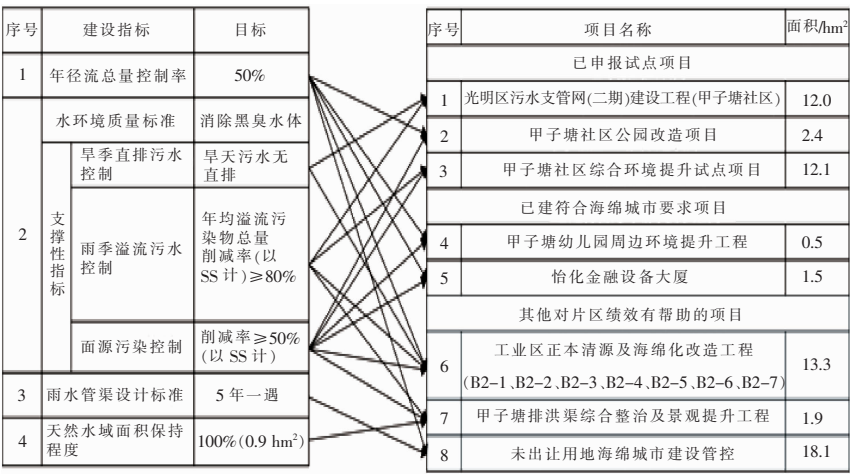 序号 建设指标 目标
1 年径流总量控制率 50%
2
水环境质量标准 消除黑臭水体
支撑性指标
旱季直排污水
控制
旱天污水无
直排
雨季溢流污水
控制
年均溢流污
染物总量
削减率(以
SS计)≥80%
面源污染控制
削减率≥50%
(以SS计)
3 雨水管渠设计标准 5年一遇
4
天然水域面积保持
程度
100%(0.9 hm²)
序号 项目名称 面积/hm²
已申报试点项目
1 光明区污水支管网(二期)建设工程(甲子塘社区) 12.0
2 甲子塘社区公园改造项目 2.4
3 甲子塘社区综合环境提升试点项目 12.1
已建符合海绵城市要求项目
4 甲子塘幼儿园周边环境提升工程 0.5
5 怡化金融设备大厦 1.5
其他对片区绩效有帮助的项目
6
工业区正本清源及海绵化改造工程
(B2-1、B2-2、B2-3、B2-4、B2-5、B2-6、B2-7)
13.3
7 甲子塘排洪渠综合整治及景观提升工程 1.9
8 未出让用地海绵城市建设管控 18.1